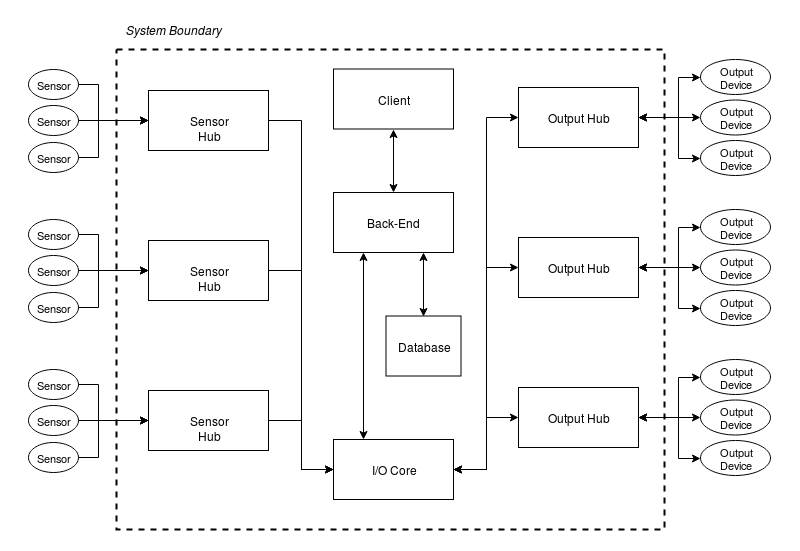 System Boundary
Sensor
Sensor
Sensor
Sensor
Hub
Client
Output Hub
Output
Device
Output
Device
Output
Device
Back-End
Sensor
Sensor
Sensor
Sensor
Hub
Output Hub
Output
Device
Output
Device
Output
Device
Database
Sensor
Sensor
Sensor
Sensor
Hub
I/O Core
Output Hub
Output
Device
Output
Device
Output
Device